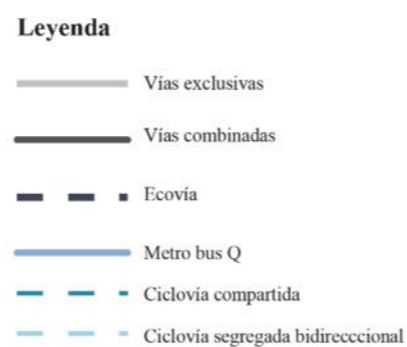 Leyenda
Vías exclusivas
Vías combinadas
Ecovía
Metro bus Q
Ciclovía compartida
Ciclovía segregada bidirecccional